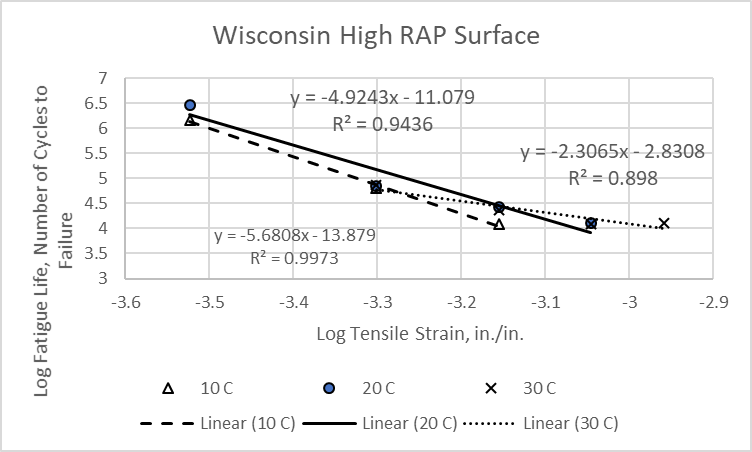 Wisconsin High RAP Surface
Log Fatigue Life, Number of Cycles to
Failure
7
6.5
6
5.5
5
4.5
4
3.5
3
y = -4.9243x - 11.079
R² = 0.9436
y = -2.3065x - 2.8308
R² = 0.898
y = -5.6808x - 13.879
R² = 0.9973
-3.6 -3.5 -3.4 -3.3 -3.2 -3.1 -3 -2.9
Log Tensile Strain, in./in.
10 C 20 C 30 C
Linear (10 C) Linear (20 C) Linear (30 C)